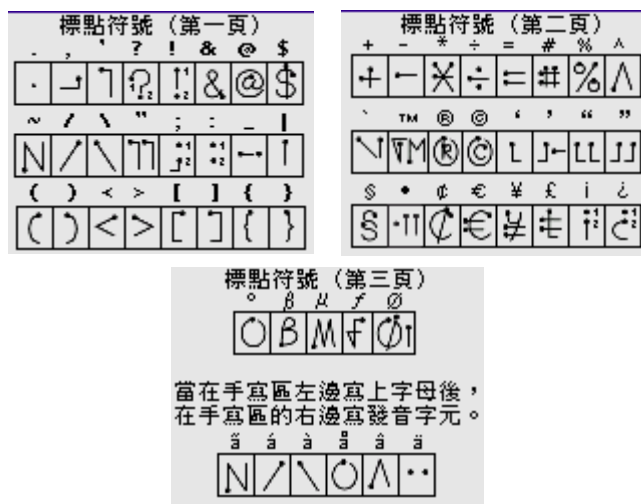 標點符號 (第一頁)
. , ' ? ! & @ $
~ / \ " ; : _ |
( ) < > [ ] { }
標點符號 (第二頁)
+ - * ÷ = # % ^
` ™ ® © ‘ ’ “ ”
§ • ¢ € ¥ £ ¡ ¿
標點符號 (第三頁)
° β μ ƒ Ø
當在手寫區左邊寫上字母後，
在手寫區的右邊寫發音字元。
ã á à å â ä